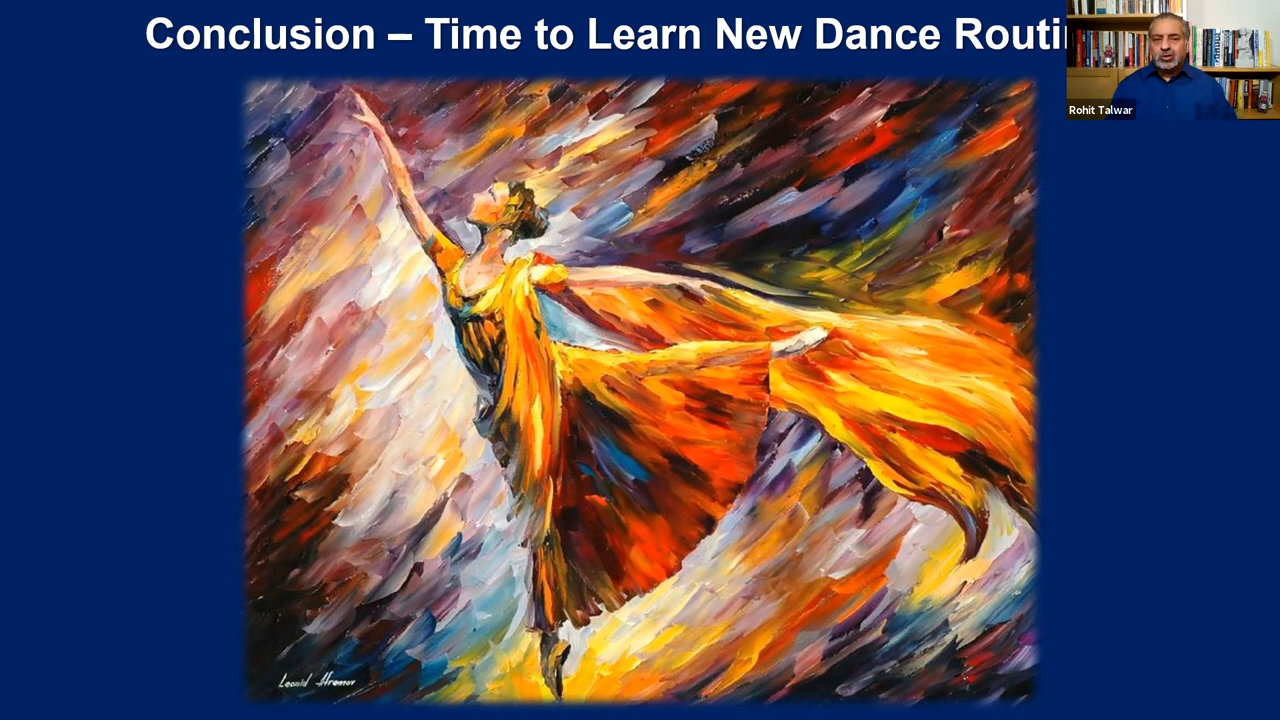 Conclusion – Time to Learn New Dance Routi
Rohit Talwar
Leonid Afremov